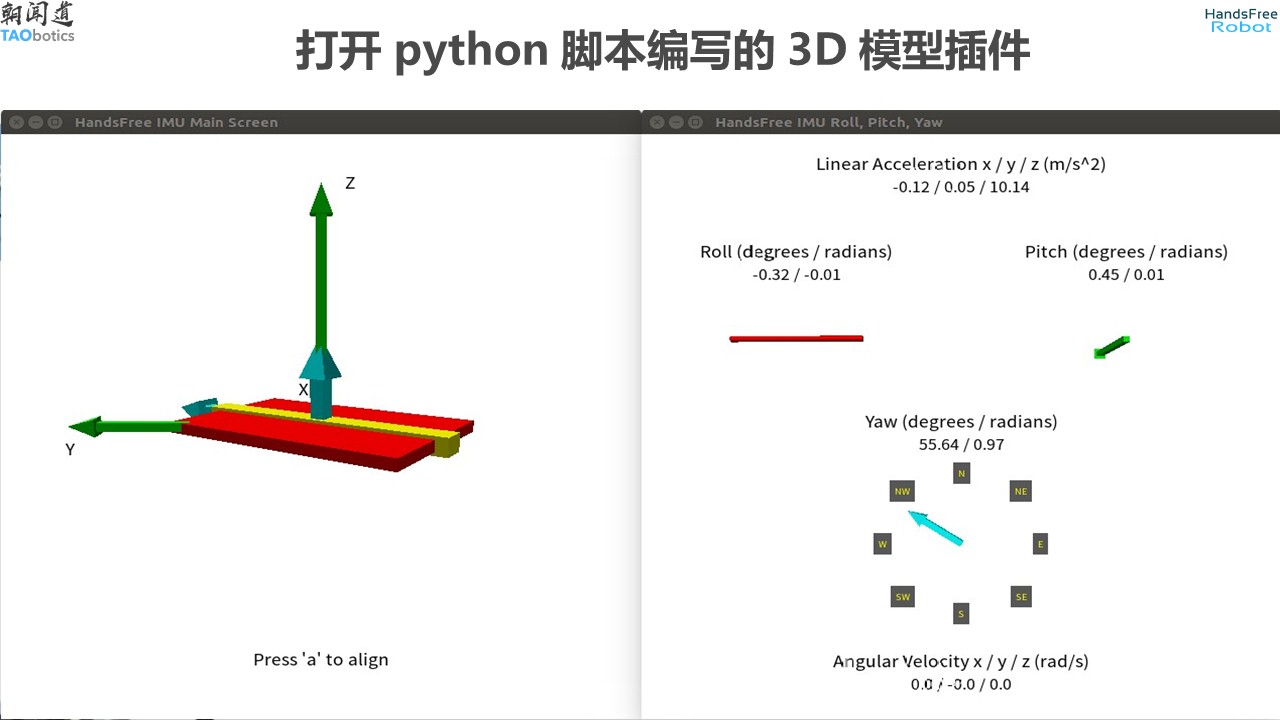 朝闻道
TAObotics
HandsFree
Robot
打开 python 脚本编写的 3D 模型插件
HandsFree IMU Main Screen
Z
X
Y
Press 'a' to align
HandsFree IMU Roll, Pitch, Yaw
Linear Acceleration x / y / z (m/s^2)
-0.12 / 0.05 / 10.14
Roll (degrees / radians)
-0.32 / -0.01
Pitch (degrees / radians)
0.45 / 0.01
Yaw (degrees / radians)
55.64 / 0.97
N
NW
NE
W
E
SW
SE
S
Angular Velocity x / y / z (rad/s)
0.0 / -0.0 / 0.0